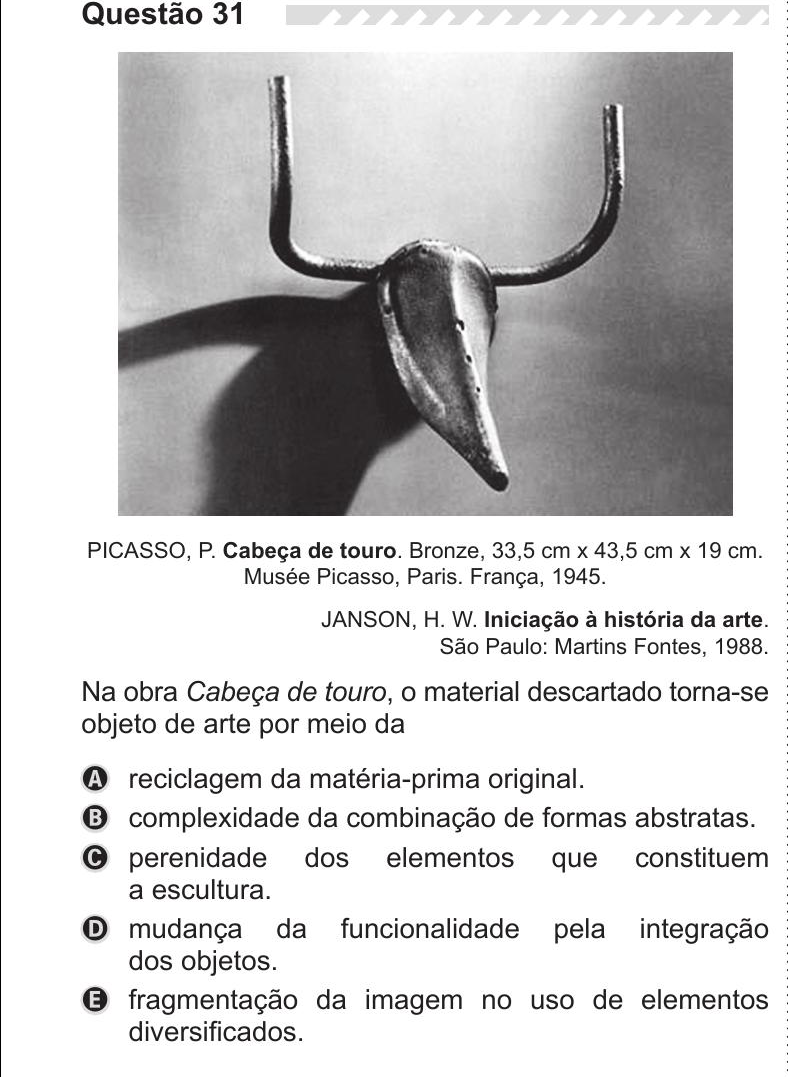 Questão 31
PICASSO, P. Cabeça de touro. Bronze, 33,5 cm x 43,5 cm x 19 cm.
Musée Picasso, Paris. França, 1945.
JANSON, H. W. Iniciação à história da arte.
São Paulo: Martins Fontes, 1988.
Na obra Cabeça de touro, o material descartado torna-se
objeto de arte por meio da
A reciclagem da matéria-prima original.
B complexidade da combinação de formas abstratas.
C perenidade dos elementos que constituem
a escultura.
D mudança da funcionalidade pela integração
dos objetos.
E fragmentação da imagem no uso de elementos
diversificados.